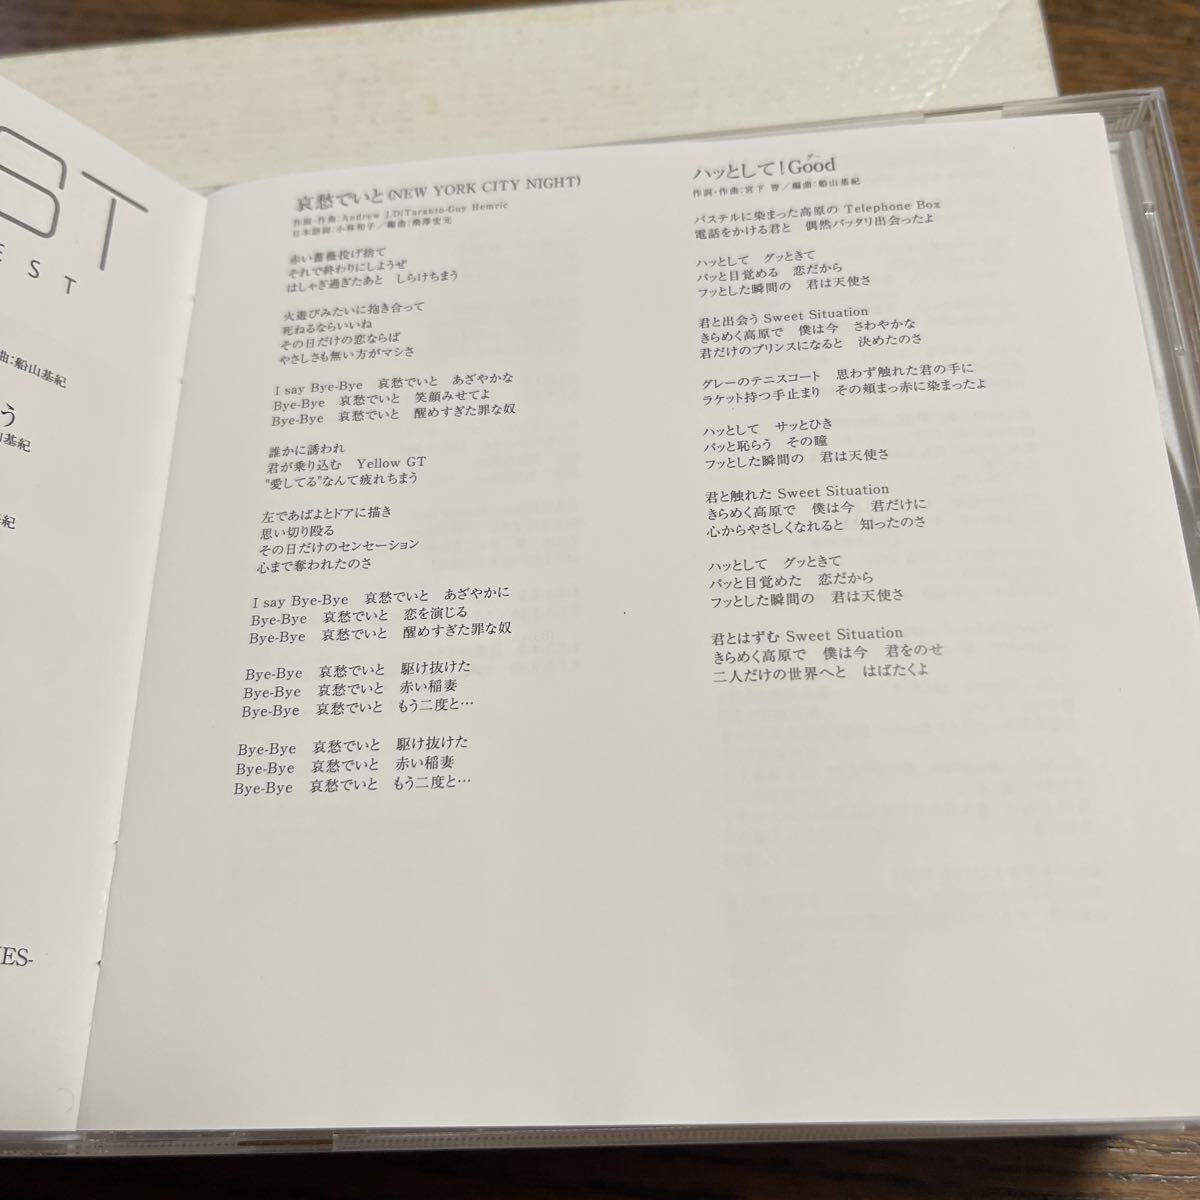 ST
EST
曲:船山基紀
う
山基紀
基紀
IES-
哀愁でいと(NEW YORK CITY NIGHT)
作詞・作曲:Andrew J.DiTaranto-Guy Hemric
日本語詞:小林和子/編曲:飛澤宏元
赤い薔薇投げ捨て
それで終わりにしようぜ
はしゃぎ過ぎたあと しらけちまう
火遊びみたいに抱き合って
死ねるならいいね
その日だけの恋ならば
やさしさも無い方がマシさ
I say Bye-Bye 哀愁でいと あざやかな
Bye-Bye 哀愁でいと 笑顔みせてよ
Bye-Bye 哀愁でいと 醒めすぎた罪な奴
誰かに誘われ
君が乗り込む Yellow GT
"愛してる"なんて疲れちまう
左であばよとドアに描き
思い切り殴る
その日だけのセンセーション
心まで奪われたのさ
I say Bye-Bye 哀愁でいと あざやかに
Bye-Bye 哀愁でいと 恋を演じる
Bye-Bye 哀愁でいと 醒めすぎた罪な奴
Bye-Bye 哀愁でいと 駆け抜けた
Bye-Bye 哀愁でいと 赤い稲妻
Bye-Bye 哀愁でいと もう二度と…
Bye-Bye 哀愁でいと 駆け抜けた
Bye-Bye 哀愁でいと 赤い稲妻
Bye-Bye 哀愁でいと もう二度と…
ハッとして!Good
作詞・作曲:宮下 智/編曲:船山基紀
パステルに染まった高原の Telephone Box
電話をかける君と 偶然バッタリ出会ったよ
ハッとして グッときて
パッと目覚める 恋だから
フッとした瞬間の 君は天使さ
君と出会う Sweet Situation
きらめく高原で 僕は今 さわやかな
君だけのプリンスになると 決めたのさ
グレーのテニスコート 思わず触れた君の手に
ラケット持つ手止まり その頬まっ赤に染まったよ
ハッとして サッとひき
パッと恥らう その瞳
フッとした瞬間の 君は天使さ
君と触れた Sweet Situation
きらめく高原で 僕は今 君だけに
心からやさしくなれると 知ったのさ
ハッとして グッときて
パッと目覚めた 恋だから
フッとした瞬間の 君は天使さ
君とはずむ Sweet Situation
きらめく高原で 僕は今 君をのせ
二人だけの世界へと はばたくよ